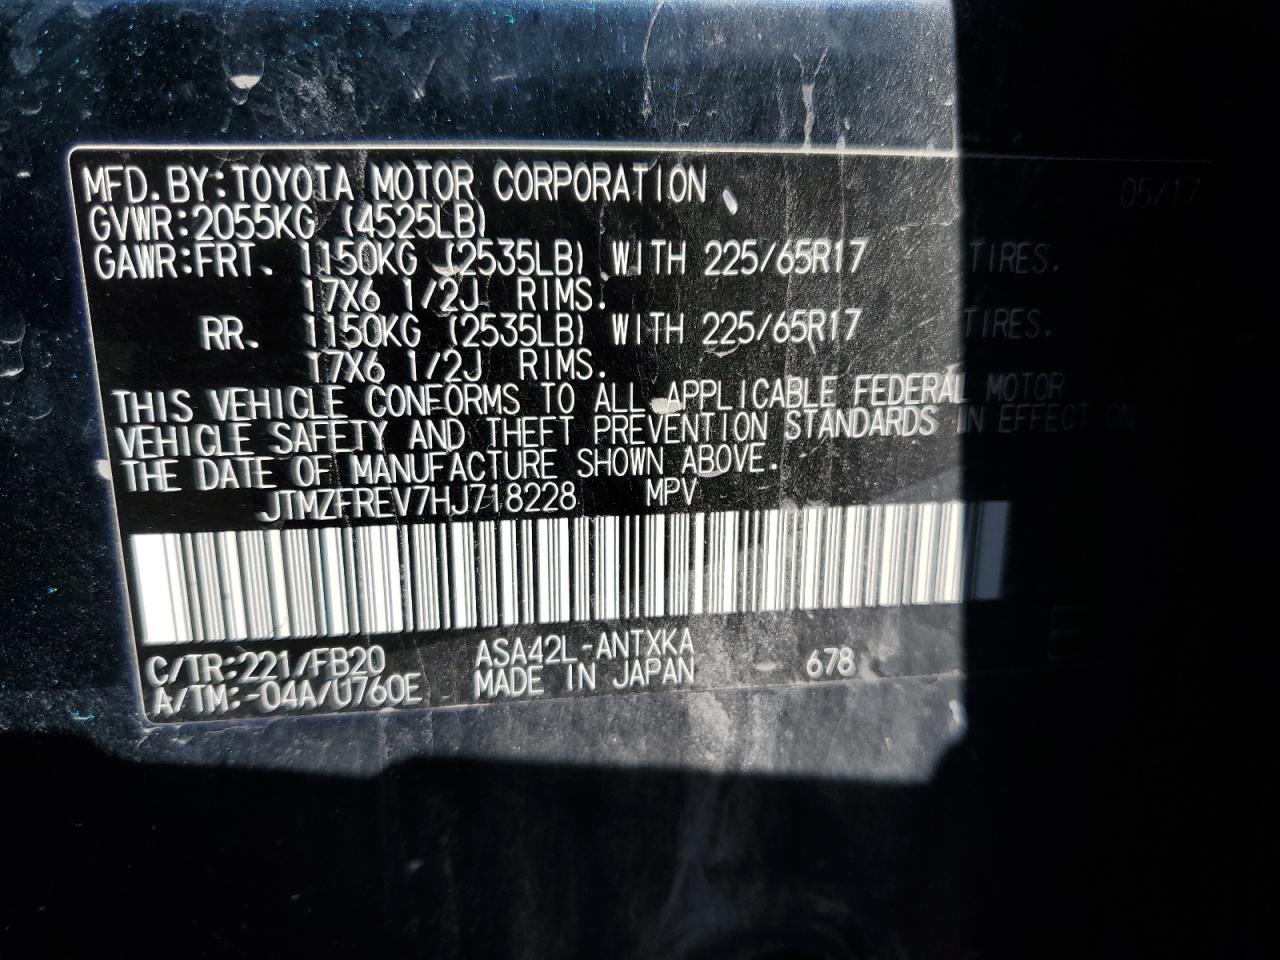 MFD.BY:TOYOTA MOTOR CORPORATION 05/17
GVWR:2055KG (4525LB)
GAWR:FRT. 1150KG (2535LB) WITH 225/65R17 TIRES.
17X6 1/2J RIMS.
RR. 1150KG (2535LB) WITH 225/65R17 TIRES.
17X6 1/2J RIMS.
THIS VEHICLE CONFORMS TO ALL APPLICABLE FEDERAL MOTOR
VEHICLE SAFETY AND THEFT PREVENTION STANDARDS IN EFFECT ON
THE DATE OF MANUFACTURE SHOWN ABOVE.
JTMZFREV7HJ718228 MPV
C/TR:221/FB20 ASA42L-ANTXKA 678 E
A/TM:-04A/U760E MADE IN JAPAN